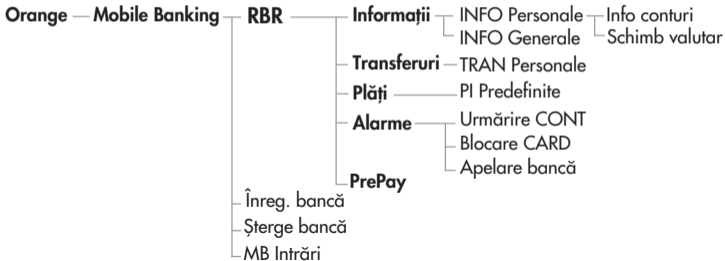 Orange Mobile Banking RBR Informații INFO Personale Info conturi
INFO Generale Schimb valutar
Transferuri TRAN Personale
Plăți PI Predefinite
Alarme Urmărire CONT
Blocare CARD
Apelare bancă
PrePay
Înreg. bancă
Șterge bancă
MB Intrări